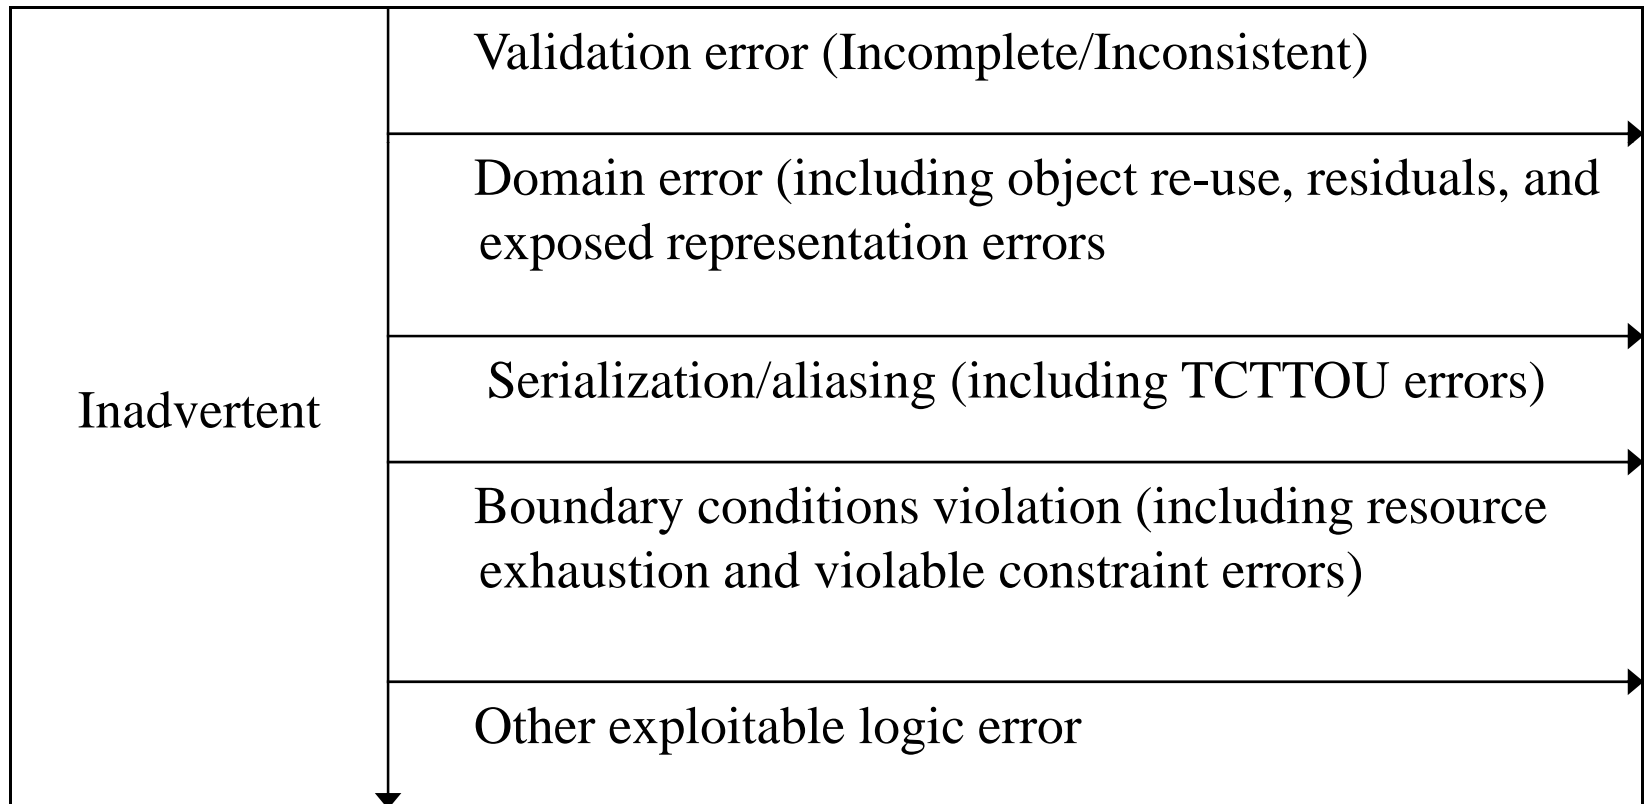 Validation error (Incomplete/Inconsistent)
Domain error (including object re-use, residuals, and
exposed representation errors
Serialization/aliasing (including TCTTOU errors)
Inadvertent
Boundary conditions violation (including resource
exhaustion and violable constraint errors)
Other exploitable logic error